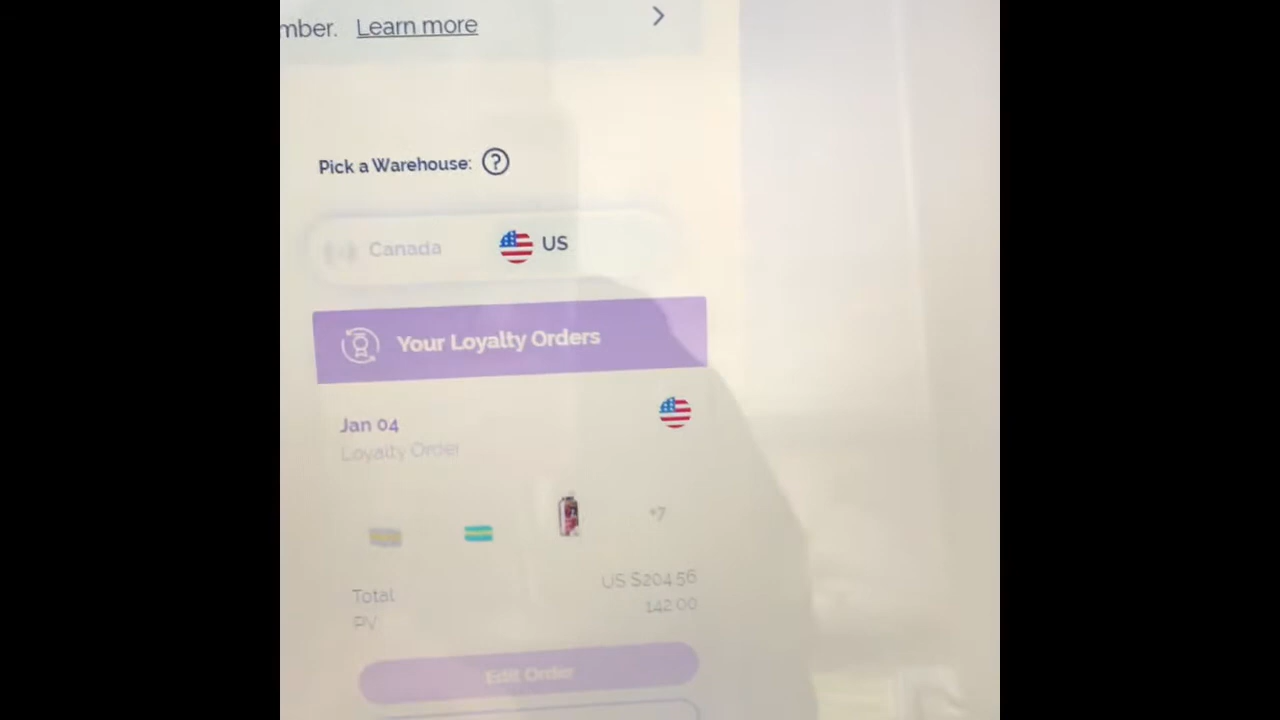 mber. Learn more
Pick a Warehouse: ?
Canada US
Your Loyalty Orders
Jan 04
Loyalty Order
+7
Total US $204.56
PV 142.00
Edit Order